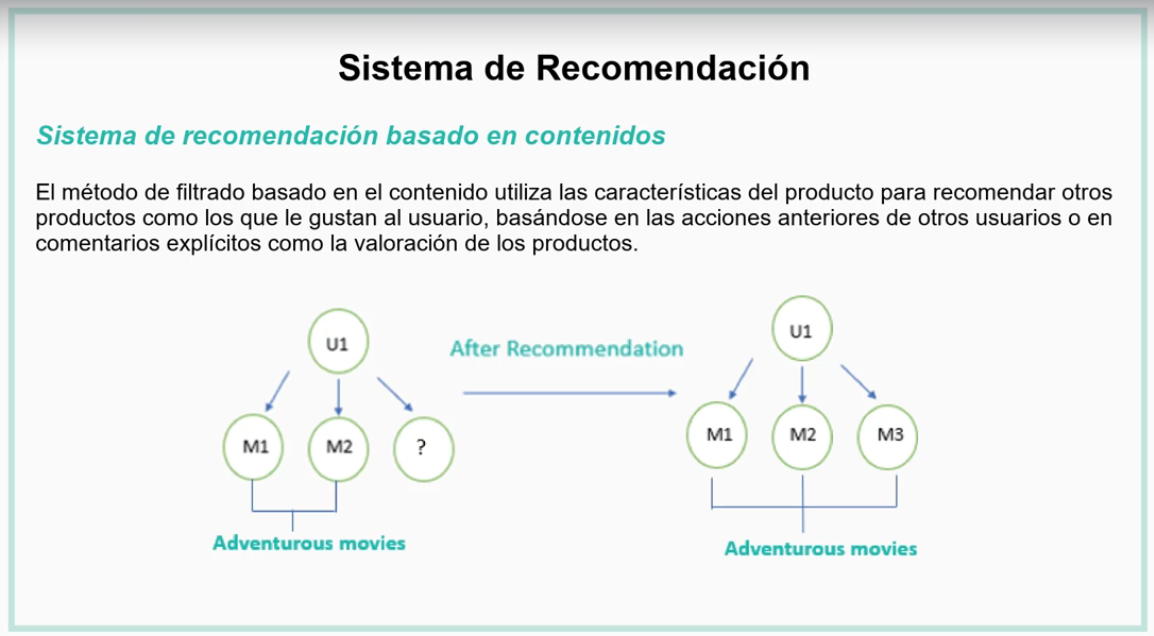 Sistema de Recomendación
Sistema de recomendación basado en contenidos
El método de filtrado basado en el contenido utiliza las características del producto para recomendar otros
productos como los que le gustan al usuario, basándose en las acciones anteriores de otros usuarios o en
comentarios explícitos como la valoración de los productos.
U1
After Recommendation
U1
M1
M2
?
M1
M2
M3
Adventurous movies
Adventurous movies